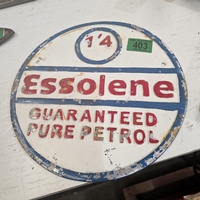 1'4
403
Essolene
GUARANTEED
PURE PETROL